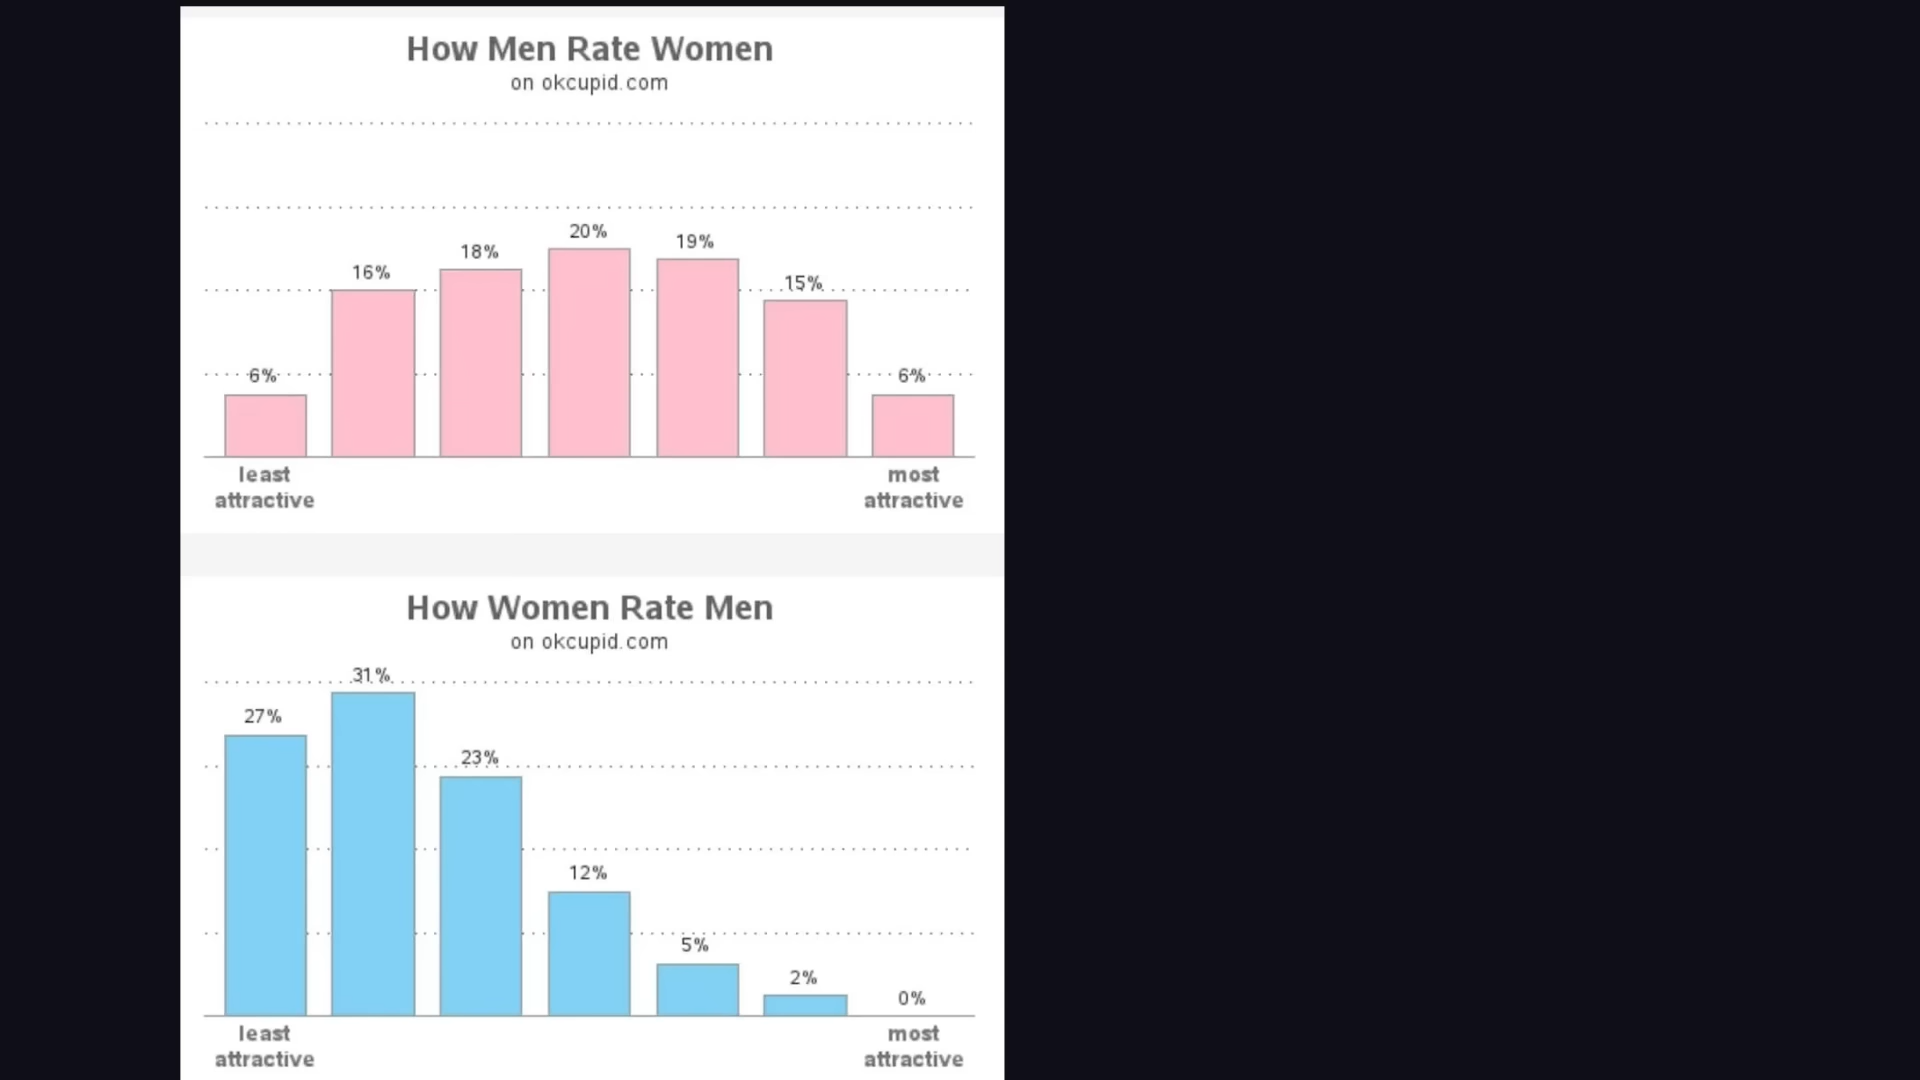 How Men Rate Women
on okcupid.com
6%
16%
18%
20%
19%
15%
6%
least
attractive
most
attractive
How Women Rate Men
on okcupid.com
27%
31%
23%
12%
5%
2%
0%
least
attractive
most
attractive